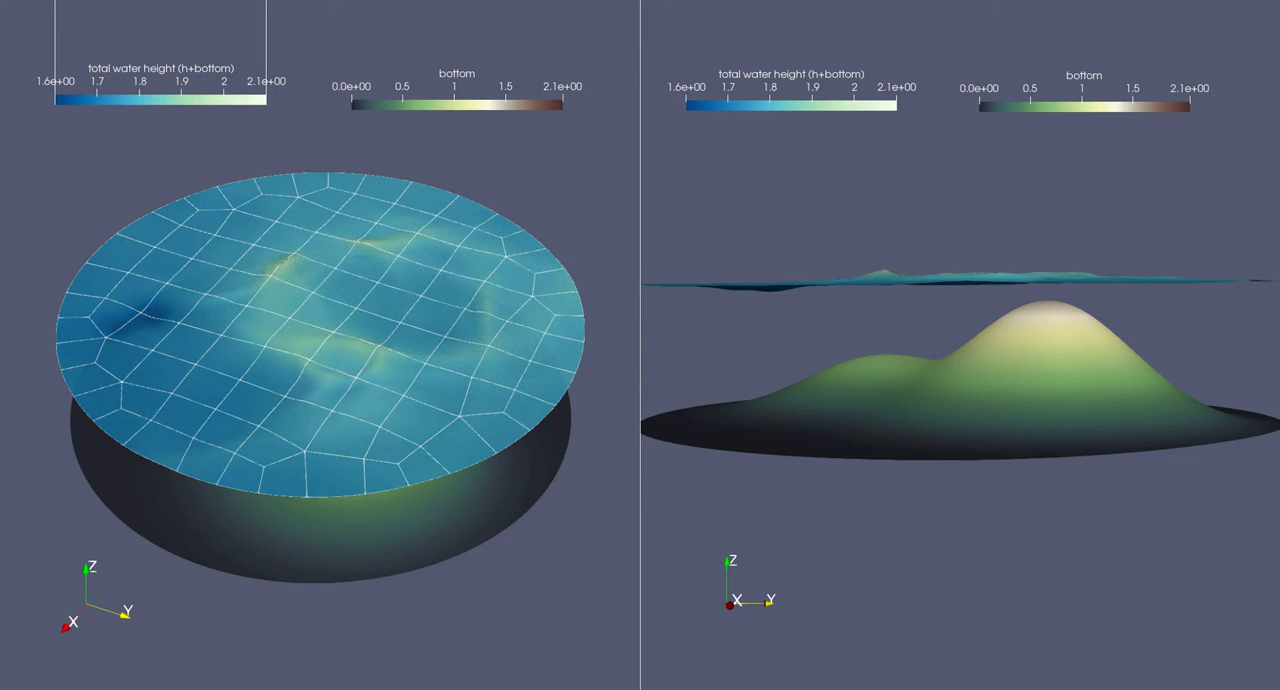 total water height (h+bottom)
1.6e+00 1.7 1.8 1.9 2 2.1e+00
bottom
0.0e+00 0.5 1 1.5 2.1e+00
Z
Y
X
total water height (h+bottom)
1.6e+00 1.7 1.8 1.9 2 2.1e+00
bottom
0.0e+00 0.5 1 1.5 2.1e+00
Z
X Y